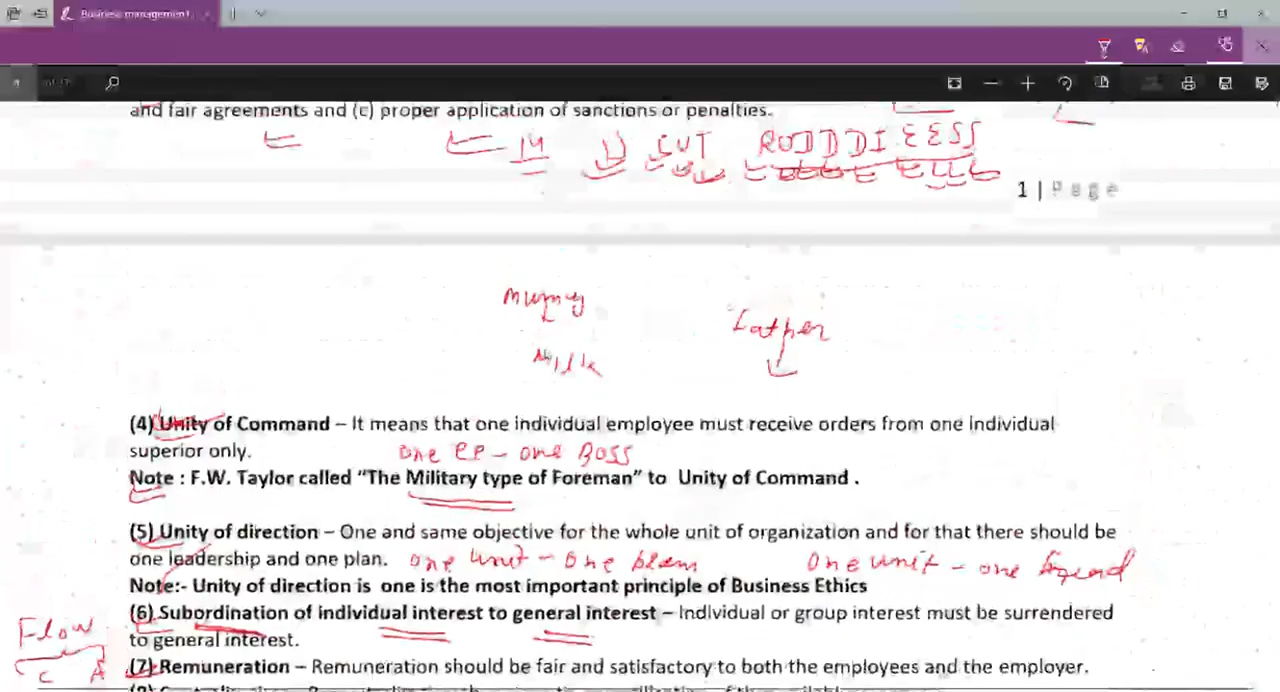 Business management
and fair agreements and (c) proper application of sanctions or penalties.
14 RODDDIEESS
1 | Page
Mummy Father
Milk
(4) Unity of Command – It means that one individual employee must receive orders from one individual
superior only. one EE - one BOSS
Note : F.W. Taylor called “The Military type of Foreman” to Unity of Command .
(5) Unity of direction – One and same objective for the whole unit of organization and for that there should be
one leadership and one plan. one unit - one plan one unit - one
Note:- Unity of direction is one is the most important principle of Business Ethics
(6) Subordination of individual interest to general interest – Individual or group interest must be surrendered
Flow
to general interest.
C A
(7) Remuneration – Remuneration should be fair and satisfactory to both the employees and the employer.